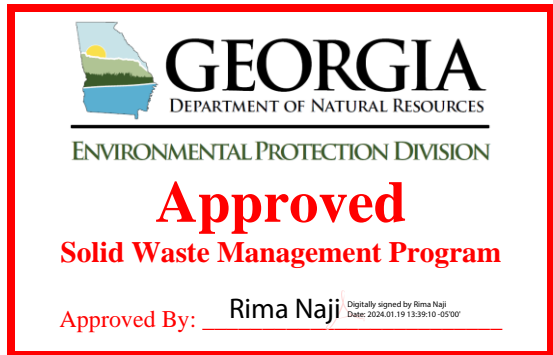 GEORGIA
DEPARTMENT OF NATURAL RESOURCES
ENVIRONMENTAL PROTECTION DIVISION
Approved
Solid Waste Management Program
Approved By: Rima Naji
Digitally signed by Rima Naji
Date: 2024.01.19 13:39:10 -05'00'